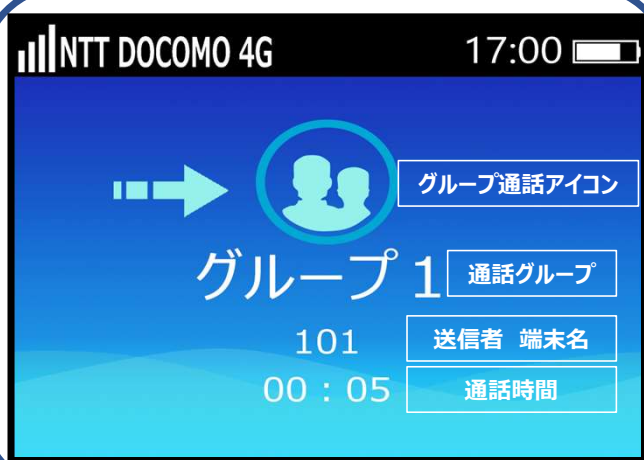 NTT DOCOMO 4G 17:00
グループ通話アイコン
グループ 1 通話グループ
101 送信者 端末名
00：05 通話時間